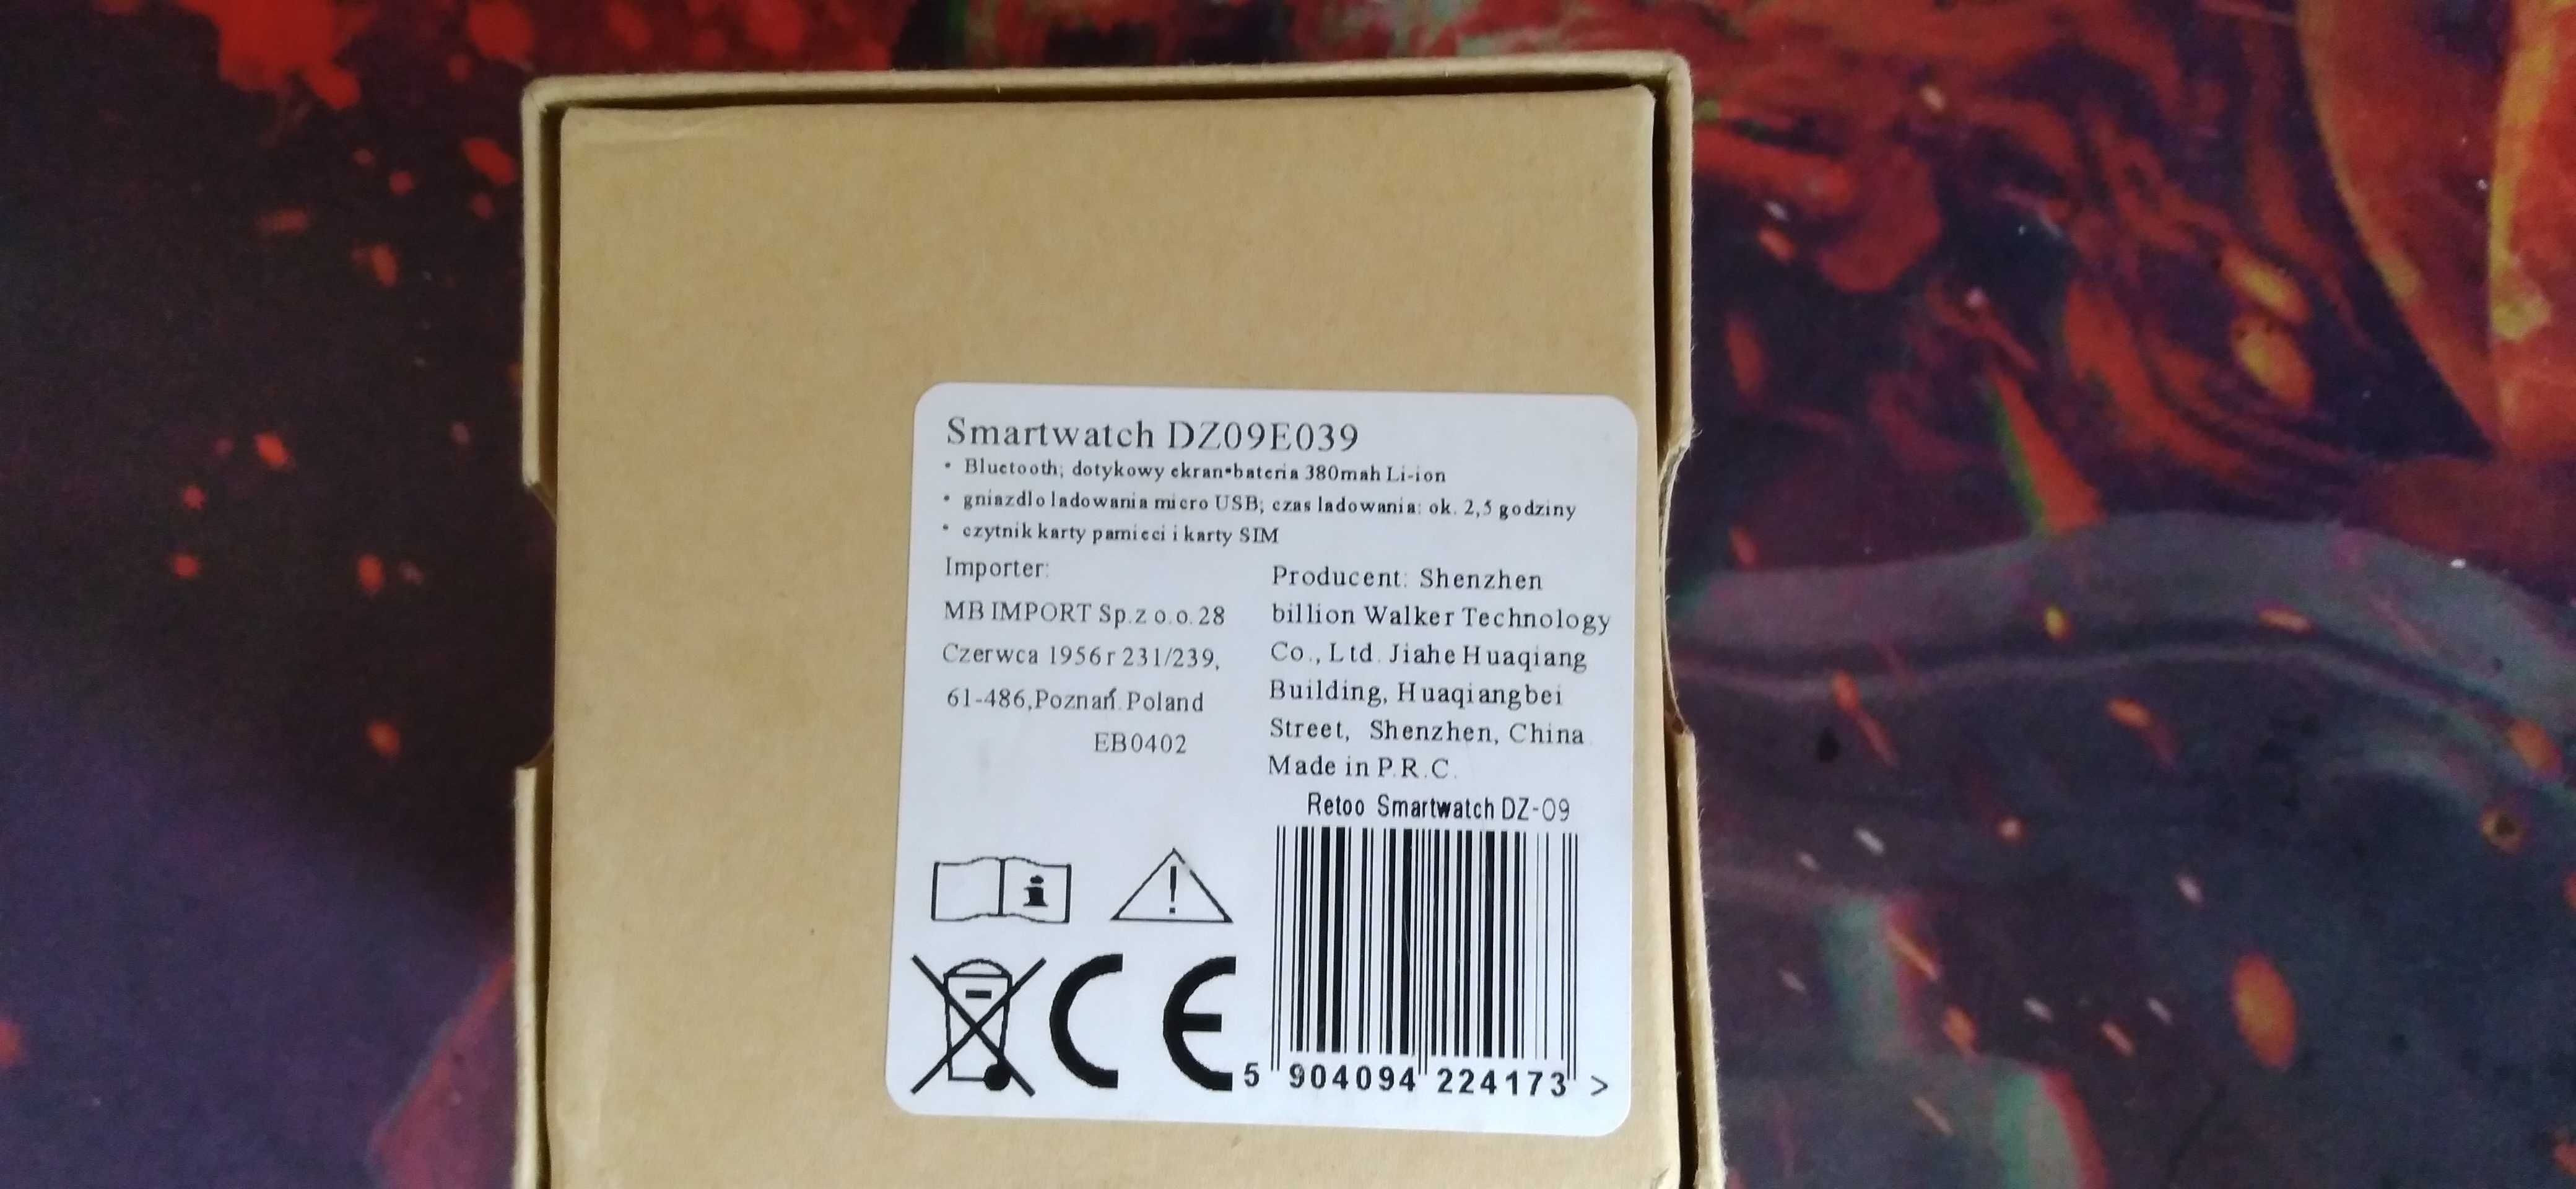 Smartwatch DZ09E039
• Bluetooth; dotykowy ekran•bateria 380mah Li-ion
• gniazdlo ladowania micro USB; czas ladowania: ok. 2,5 godziny
• czytnik karty pamieci i karty SIM
Importer:
MB IMPORT Sp.z o.o. 28
Czerwca 1956r 231/239,
61-486,Poznań. Poland
EB0402
Producent: Shenzhen
billion Walker Technology
Co., Ltd. Jiahe Huaqiang
Building, Huaqiangbei
Street, Shenzhen, China
Made in P.R.C.
Retoo Smartwatch DZ-09
i
!
CE
5 904094 224173 >